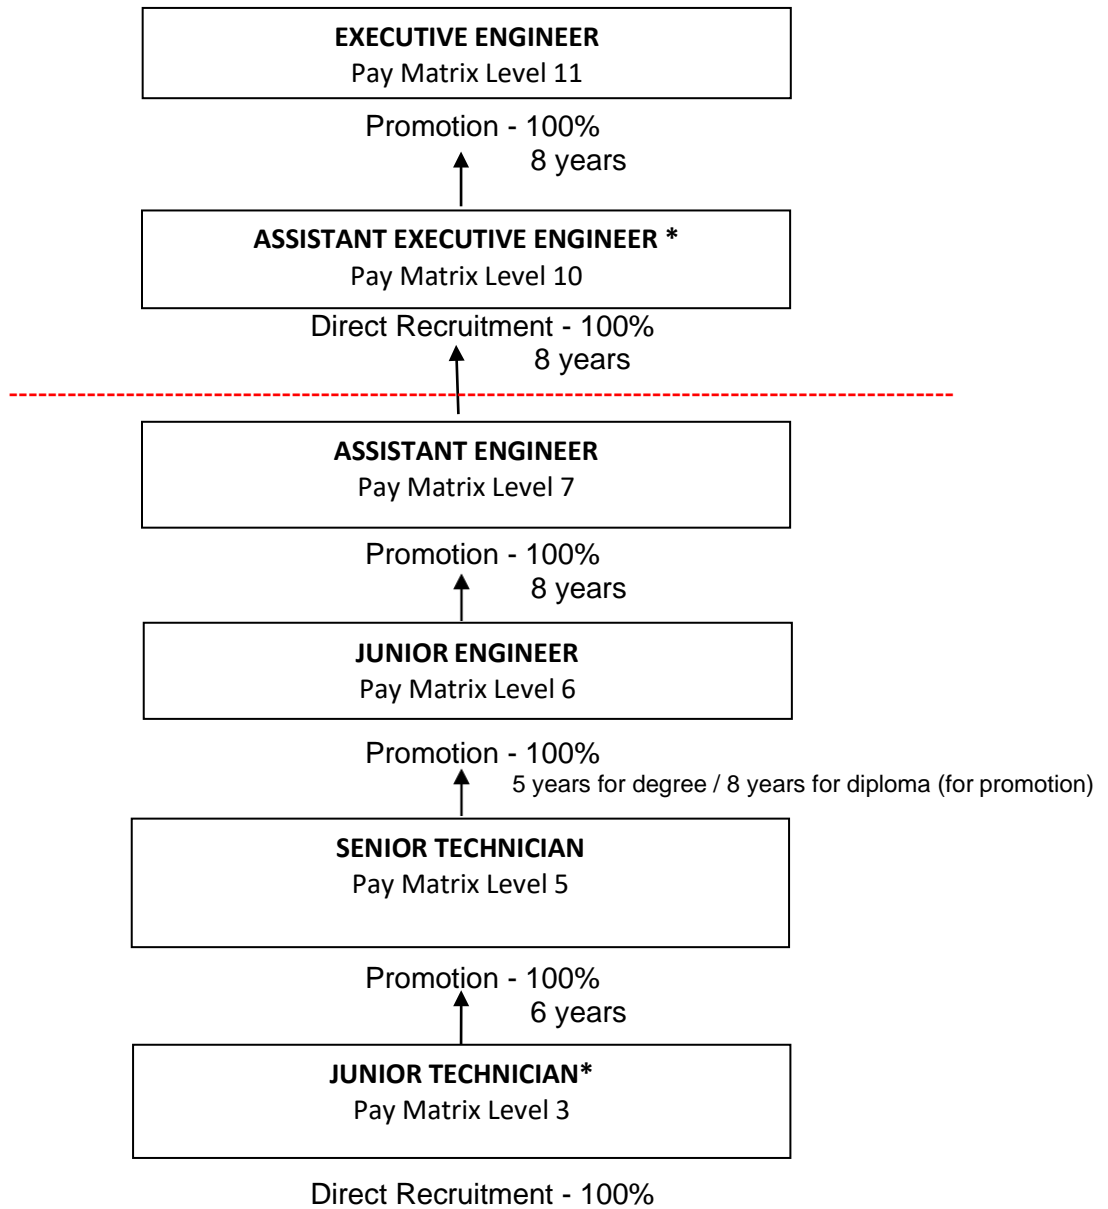 EXECUTIVE ENGINEER
Pay Matrix Level 11
Promotion - 100%
8 years
ASSISTANT EXECUTIVE ENGINEER *
Pay Matrix Level 10
Direct Recruitment - 100%
8 years
ASSISTANT ENGINEER
Pay Matrix Level 7
Promotion - 100%
8 years
JUNIOR ENGINEER
Pay Matrix Level 6
Promotion - 100%
5 years for degree / 8 years for diploma (for promotion)
SENIOR TECHNICIAN
Pay Matrix Level 5
Promotion - 100%
6 years
JUNIOR TECHNICIAN*
Pay Matrix Level 3
Direct Recruitment - 100%